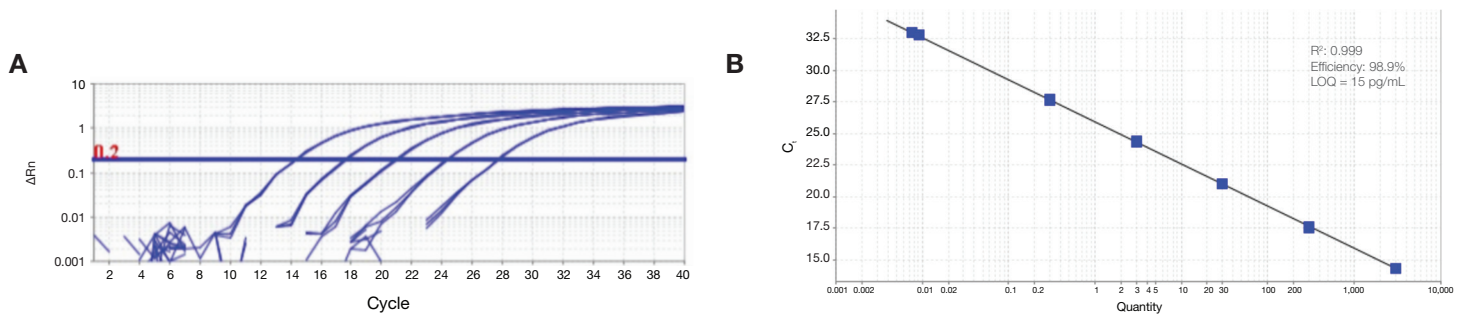 A
10
1
0.2
0.1
0.01
0.001
ΔRn
2 4 6 8 10 12 14 16 18 20 22 24 26 28 30 32 34 36 38 40
Cycle
B
32.5
30.0
27.5
25.0
22.5
20.0
17.5
15.0
Cₜ
R²: 0.999
Efficiency: 98.9%
LOQ = 15 pg/mL
0.001 0.002 0.01 0.02 0.1 0.2 1 2 3 4 5 10 20 30 100 200 1,000 10,000
Quantity